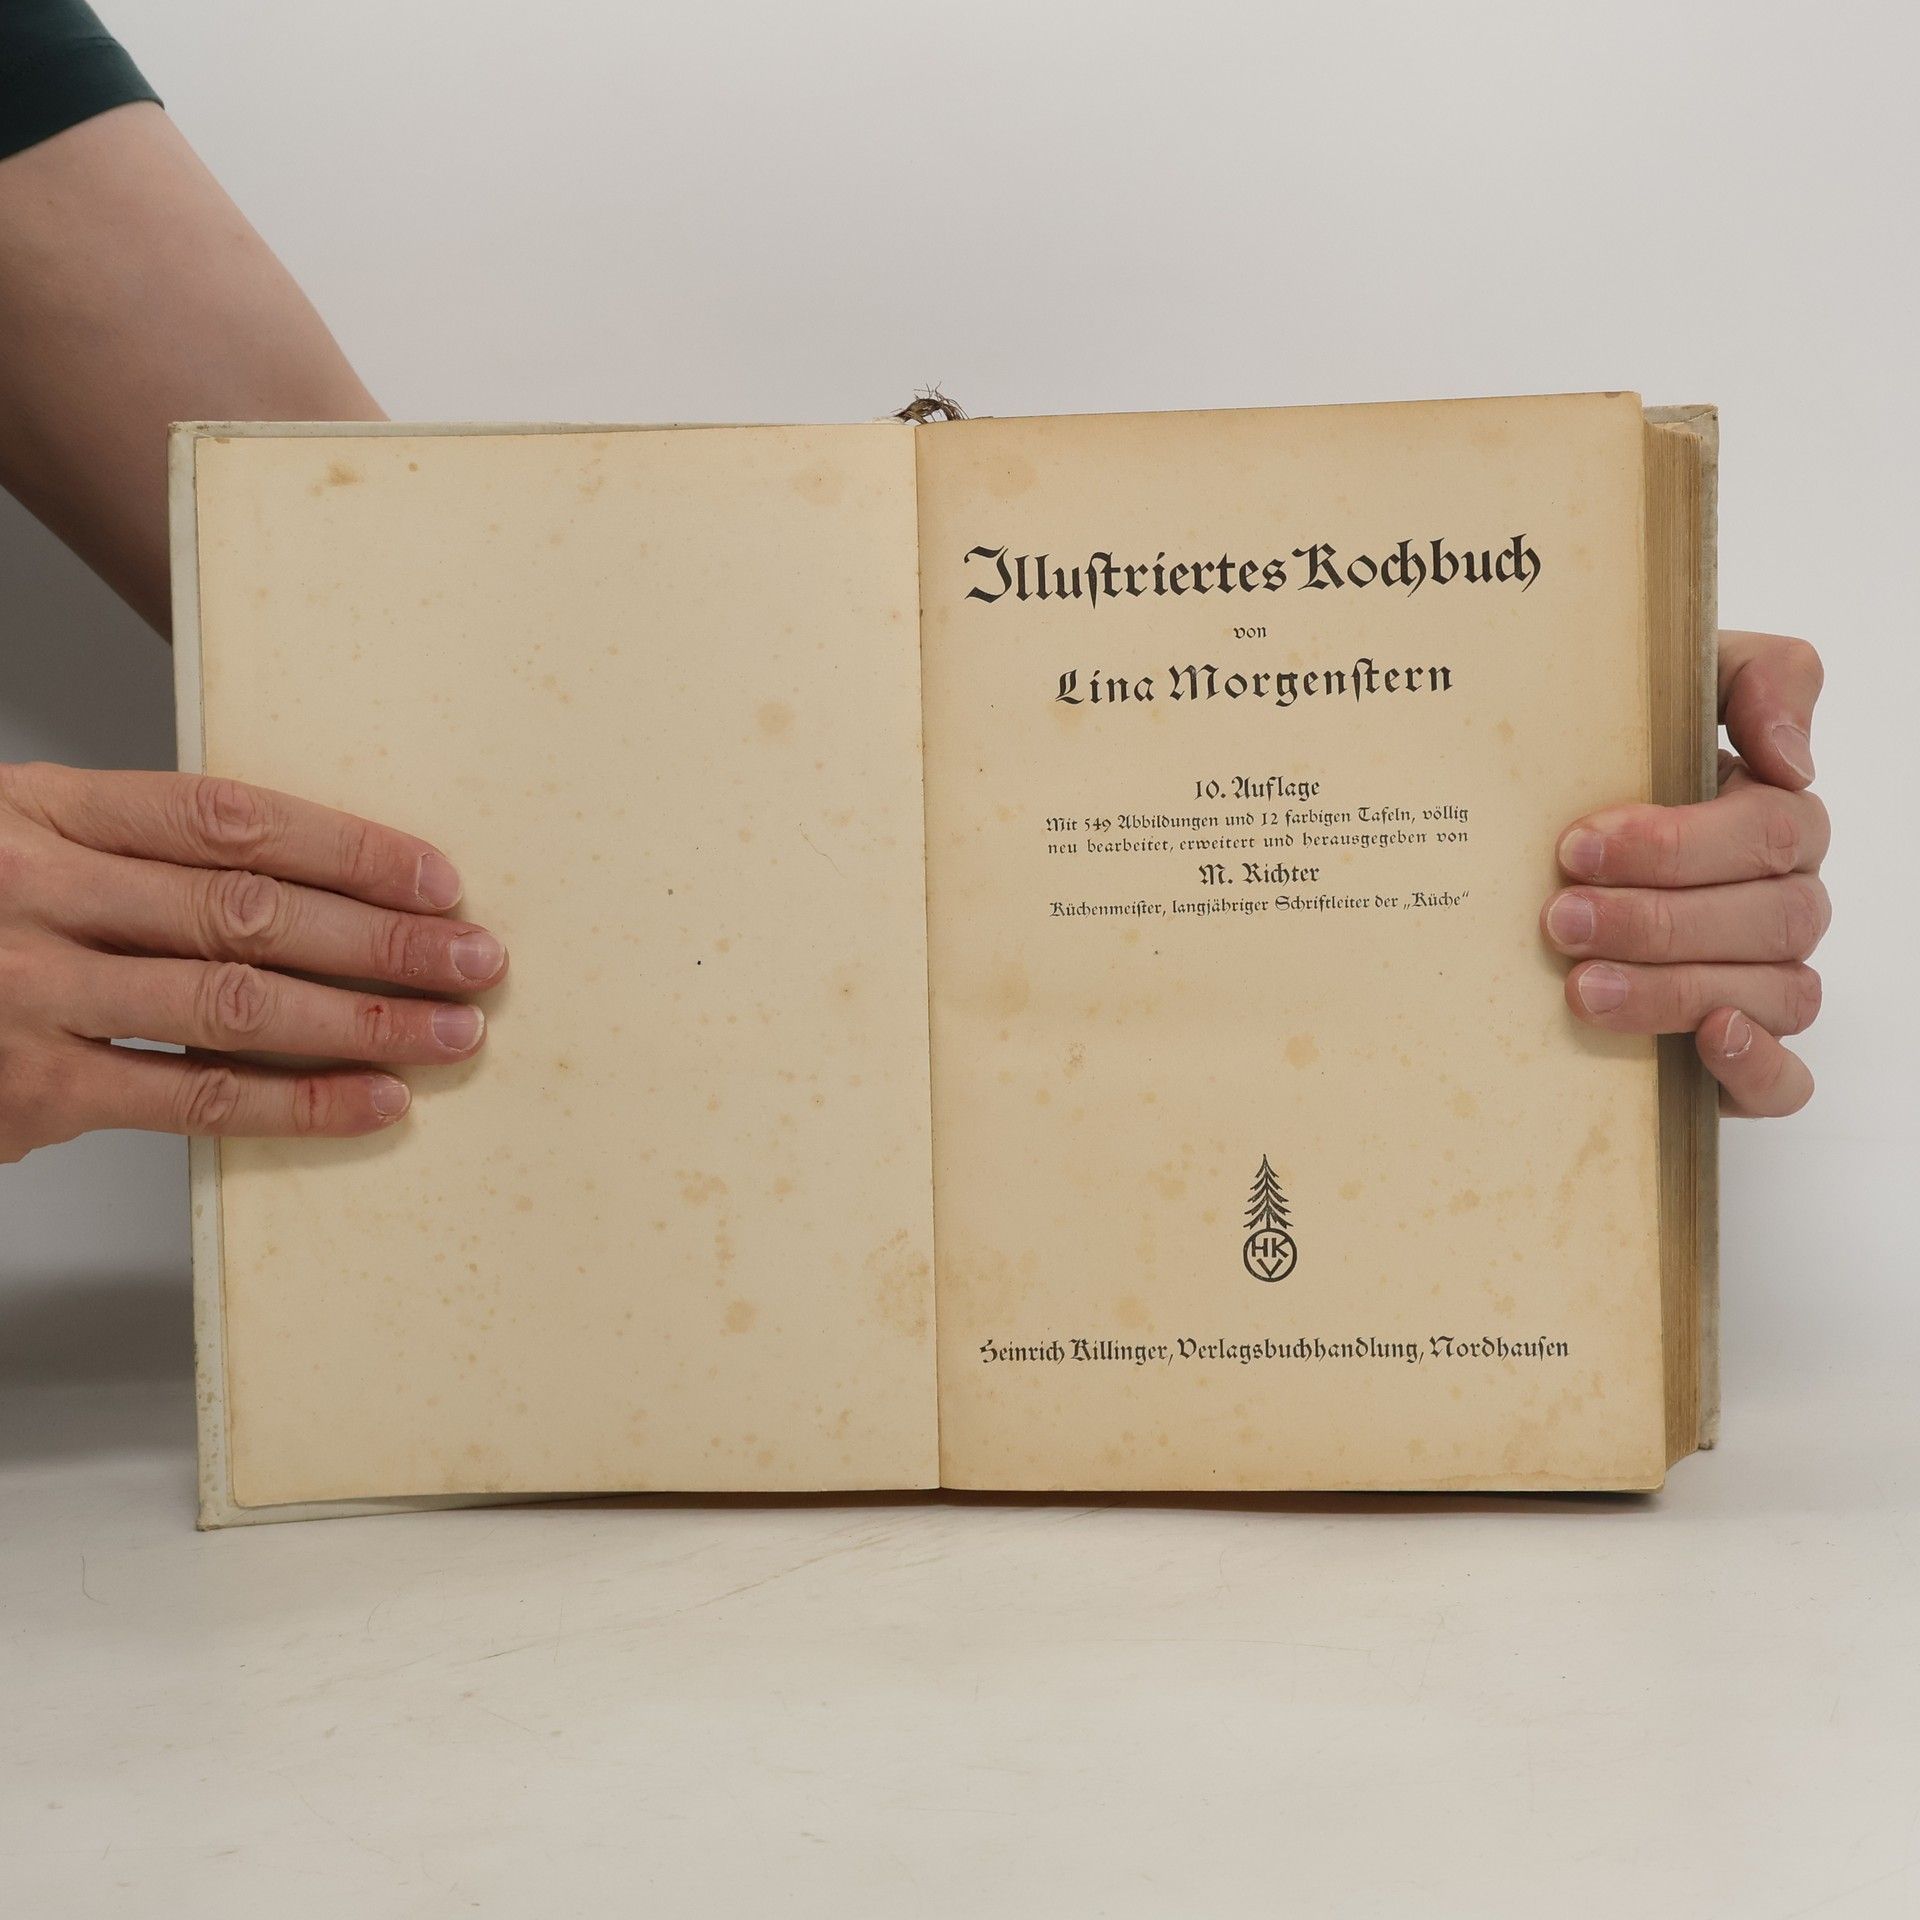 Illustriertes Kochbuch
von
Lina Morgenstern
10. Auflage
Mit 549 Abbildungen und 12 farbigen Tafeln, völlig
neu bearbeitet, erweitert und herausgegeben von
M. Richter
Küchenmeister, langjähriger Schriftleiter der „Küche“
HK
V
Heinrich Killinger, Verlagsbuchhandlung, Nordhausen